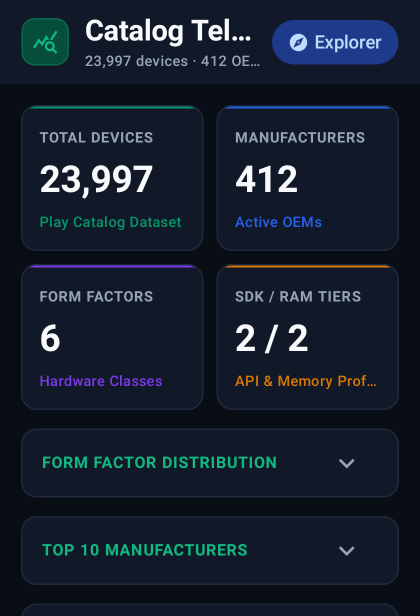 Catalog Tel…
23,997 devices · 412 OE…
Explorer
TOTAL DEVICES
23,997
Play Catalog Dataset
MANUFACTURERS
412
Active OEMs
FORM FACTORS
6
Hardware Classes
SDK / RAM TIERS
2 / 2
API & Memory Prof…
FORM FACTOR DISTRIBUTION
TOP 10 MANUFACTURERS